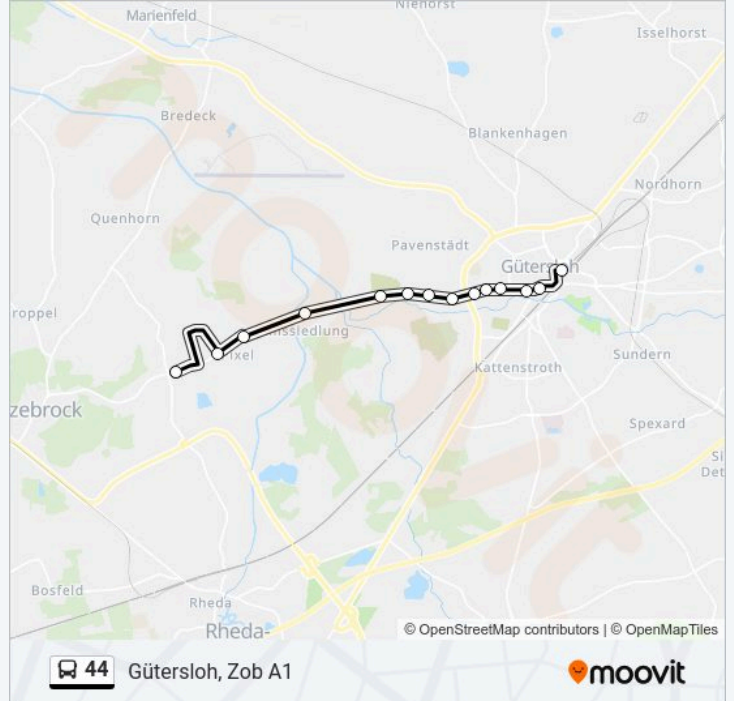 Niehorst
Marienfeld
Isselhorst
Bredeck
Blankenhagen
Nordhorn
Quenhorn
Pavenstädt
Gütersloh
roppel
nssiedlung
ixel
Sundern
Kattenstroth
zebrock
Spexard
Si
Det
Bosfeld
Rheda
Rheda-
© OpenStreetMap contributors | © OpenMapTiles
44 Gütersloh, Zob A1
moovit